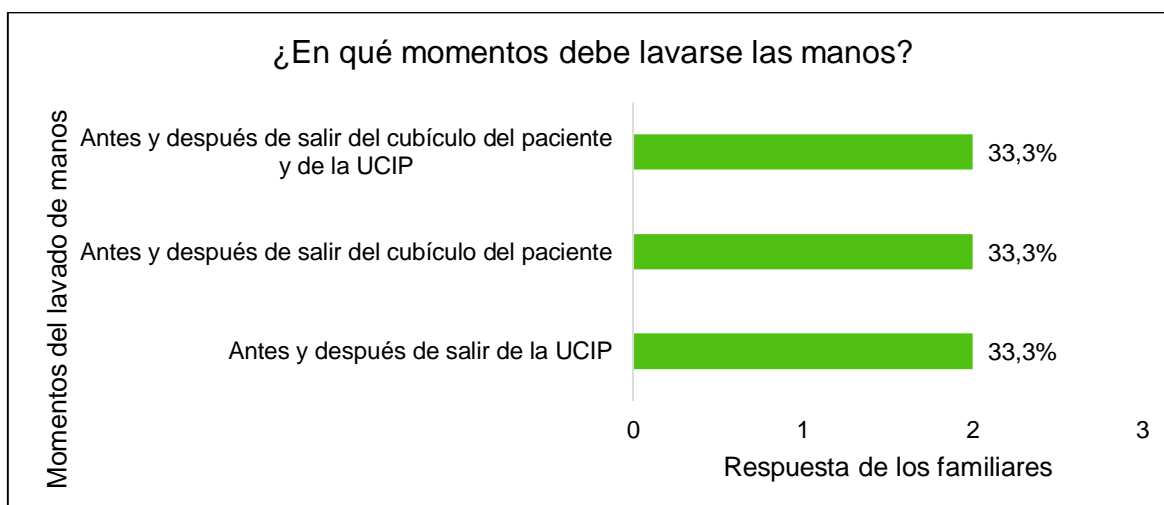 ¿En qué momentos debe lavarse las manos?
Momentos del lavado de manos
Antes y después de salir del cubículo del paciente
y de la UCIP
33,3%
Antes y después de salir del cubículo del paciente
33,3%
Antes y después de salir de la UCIP
33,3%
0 1 2 3
Respuesta de los familiares